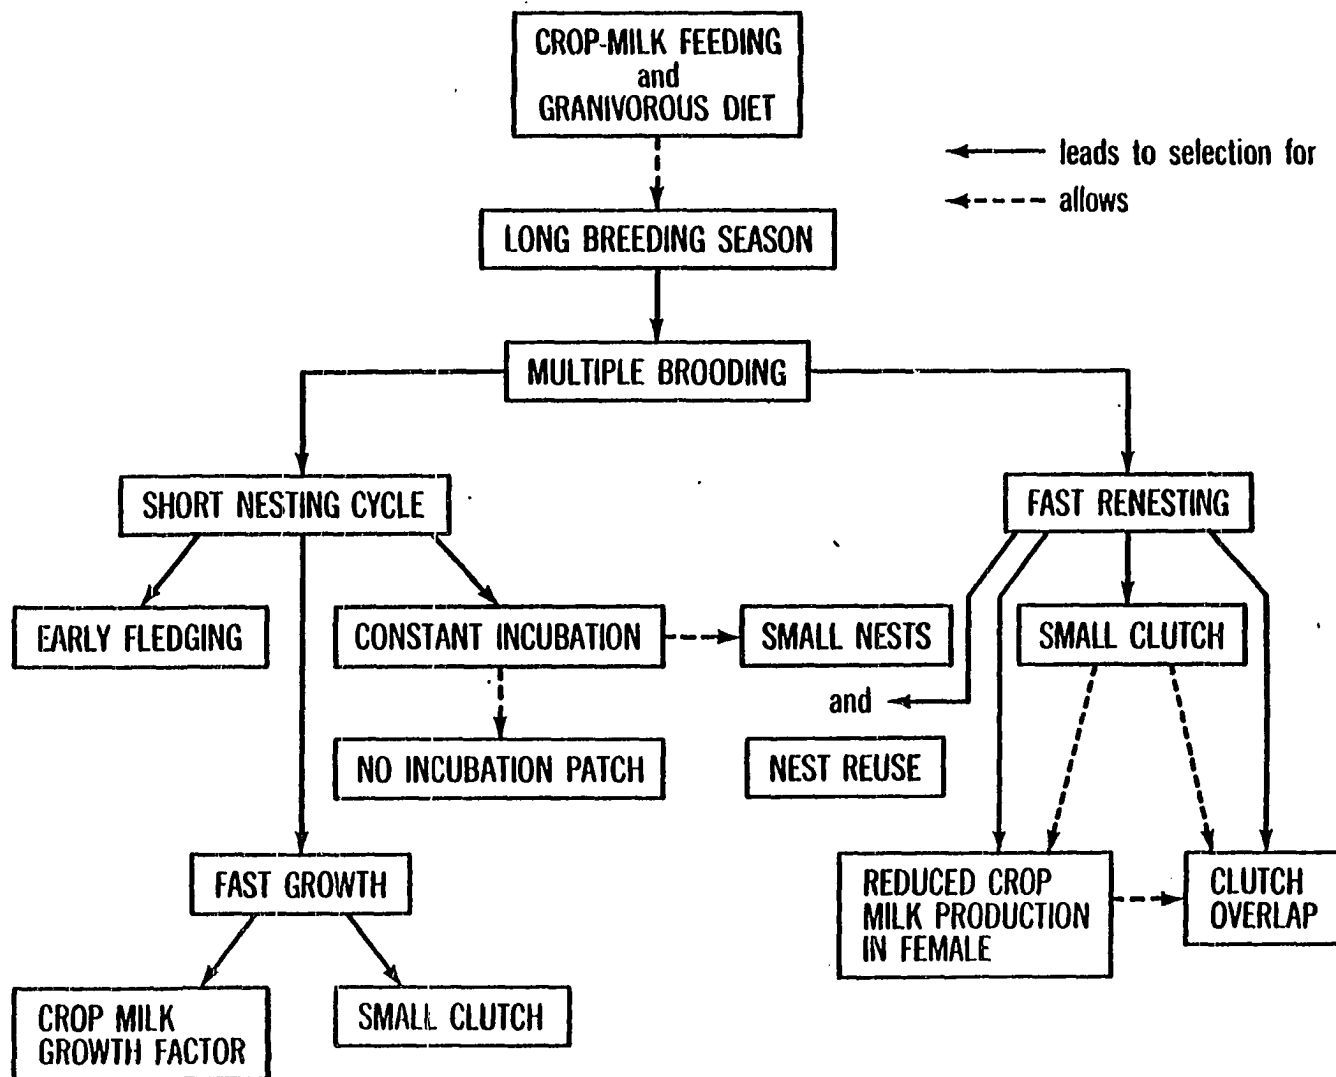 CROP-MILK FEEDING
and
GRANIVOROUS DIET
leads to selection for
allows
LONG BREEDING SEASON
MULTIPLE BROODING
SHORT NESTING CYCLE
FAST RENESTING
EARLY FLEDGING
CONSTANT INCUBATION
SMALL NESTS
SMALL CLUTCH
and
NO INCUBATION PATCH
NEST REUSE
FAST GROWTH
REDUCED CROP
MILK PRODUCTION
IN FEMALE
CLUTCH
OVERLAP
CROP MILK
GROWTH FACTOR
SMALL CLUTCH